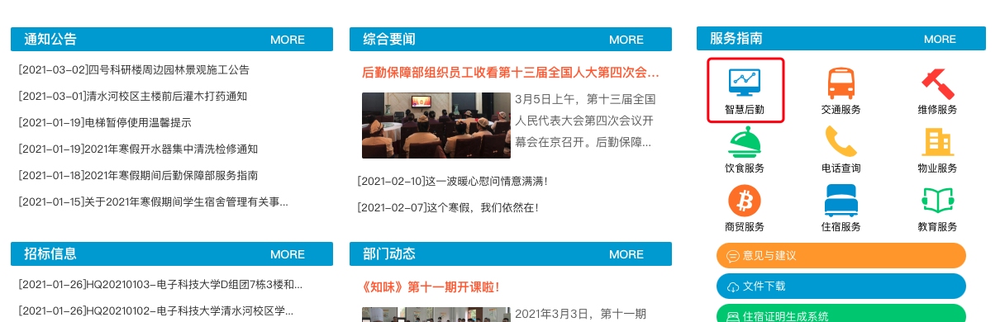 通知公告 MORE
[2021-03-02]四号科研楼周边园林景观施工公告
[2021-03-01]清水河校区主楼前后灌木打药通知
[2021-01-19]电梯暂停使用温馨提示
[2021-01-19]2021年寒假开水器集中清洗检修通知
[2021-01-18]2021年寒假期间后勤保障部服务指南
[2021-01-15]关于2021年寒假期间学生宿舍管理有关事...
综合要闻 MORE
后勤保障部组织员工收看第十三届全国人大第四次会...
3月5日上午，第十三届全国
人民代表大会第四次会议开
幕会在京召开。后勤保障...
[2021-02-10]这一波暖心慰问情意满满！
[2021-02-07]这个寒假，我们依然在！
服务指南 MORE
智慧后勤 交通服务 维修服务
饮食服务 电话查询 物业服务
商贸服务 住宿服务 教育服务
意见与建议
文件下载
住宿证明生成系统
招标信息 MORE
[2021-01-26]HQ20210103-电子科技大学D组团7栋3楼和...
[2021-01-26]HQ20210102-电子科技大学清水河校区学...
部门动态 MORE
《知味》第十一期开课啦！
2021年3月3日，第十一期